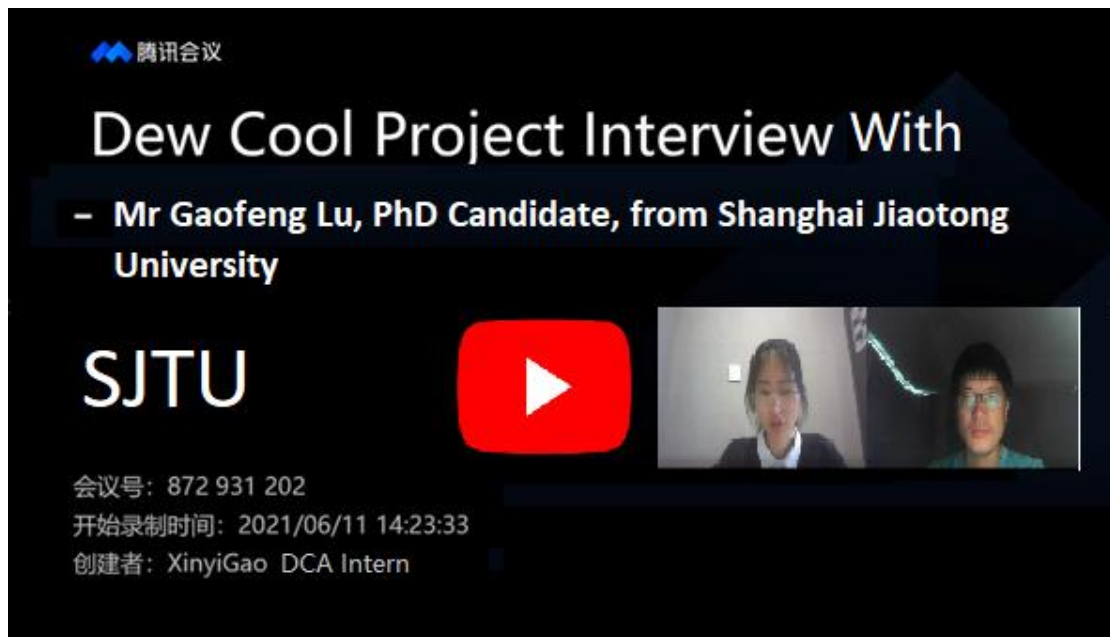 腾讯会议
Dew Cool Project Interview With
– Mr Gaofeng Lu, PhD Candidate, from Shanghai Jiaotong
University
SJTU
会议号：872 931 202
开始录制时间：2021/06/11 14:23:33
创建者：XinyiGao DCA Intern